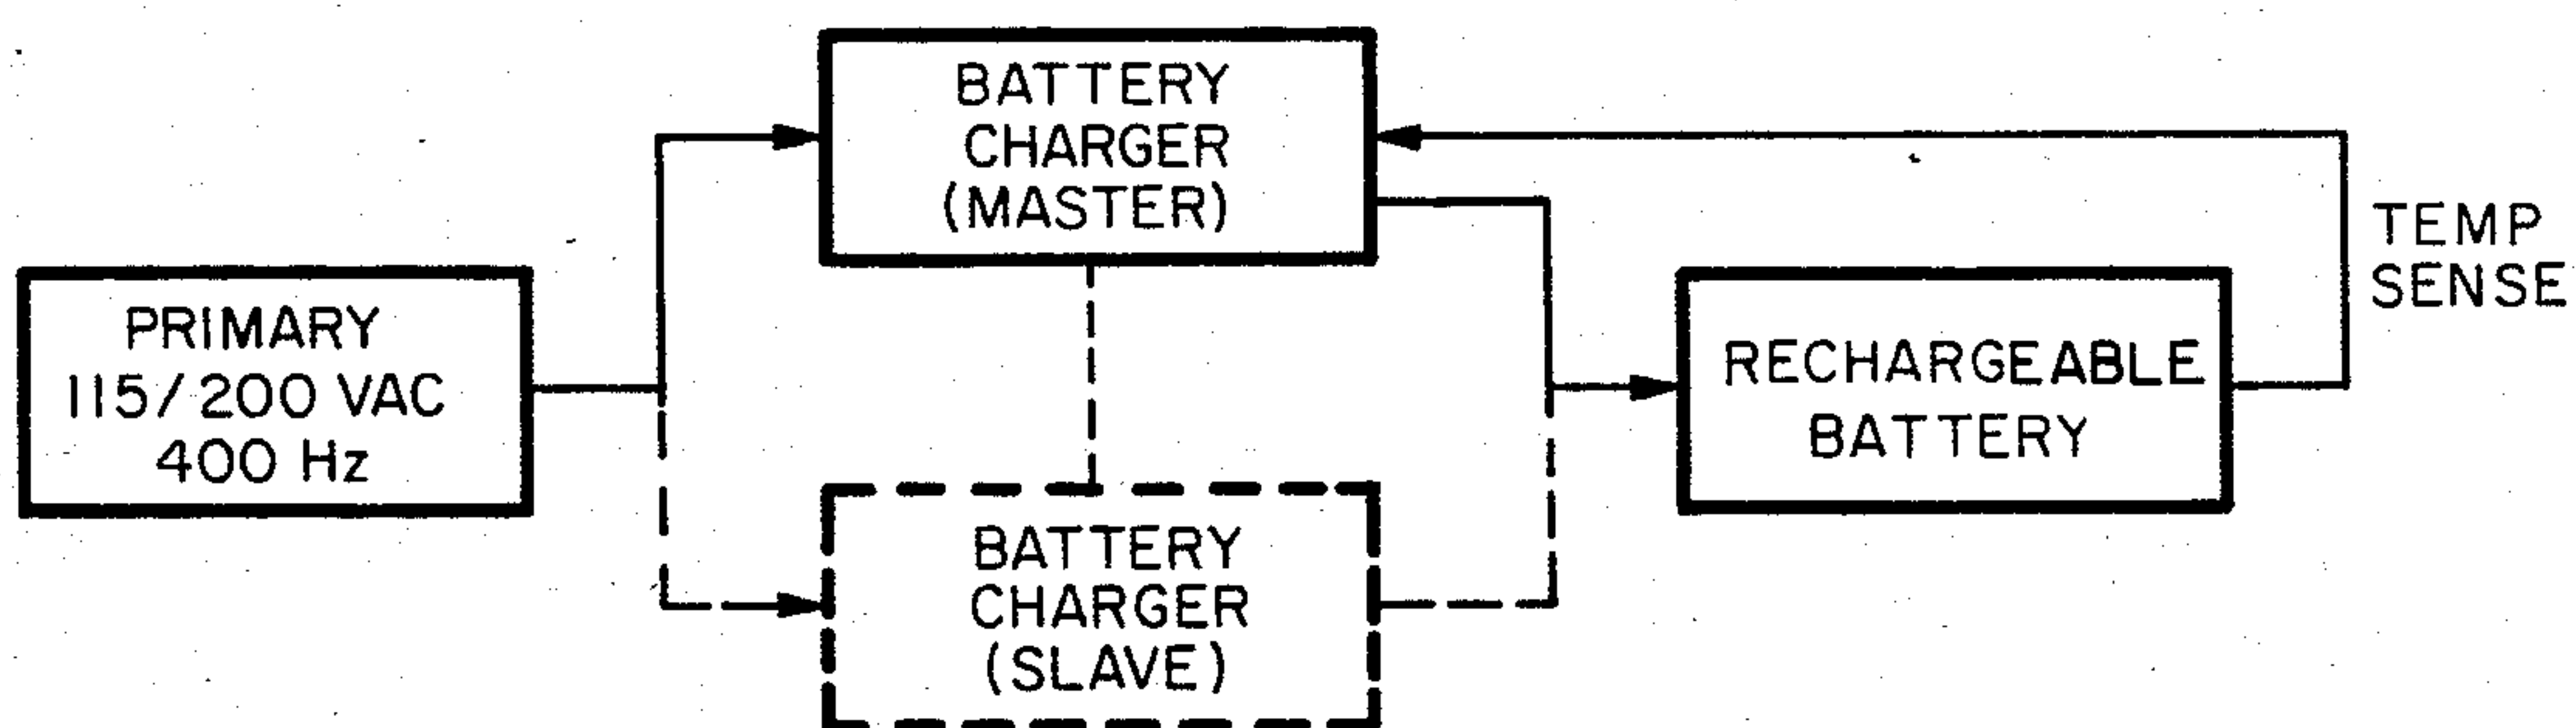 BATTERY
CHARGER
(MASTER)
TEMP
SENSE
PRIMARY
115/200 VAC
400 Hz
RECHARGEABLE
BATTERY
BATTERY
CHARGER
(SLAVE)